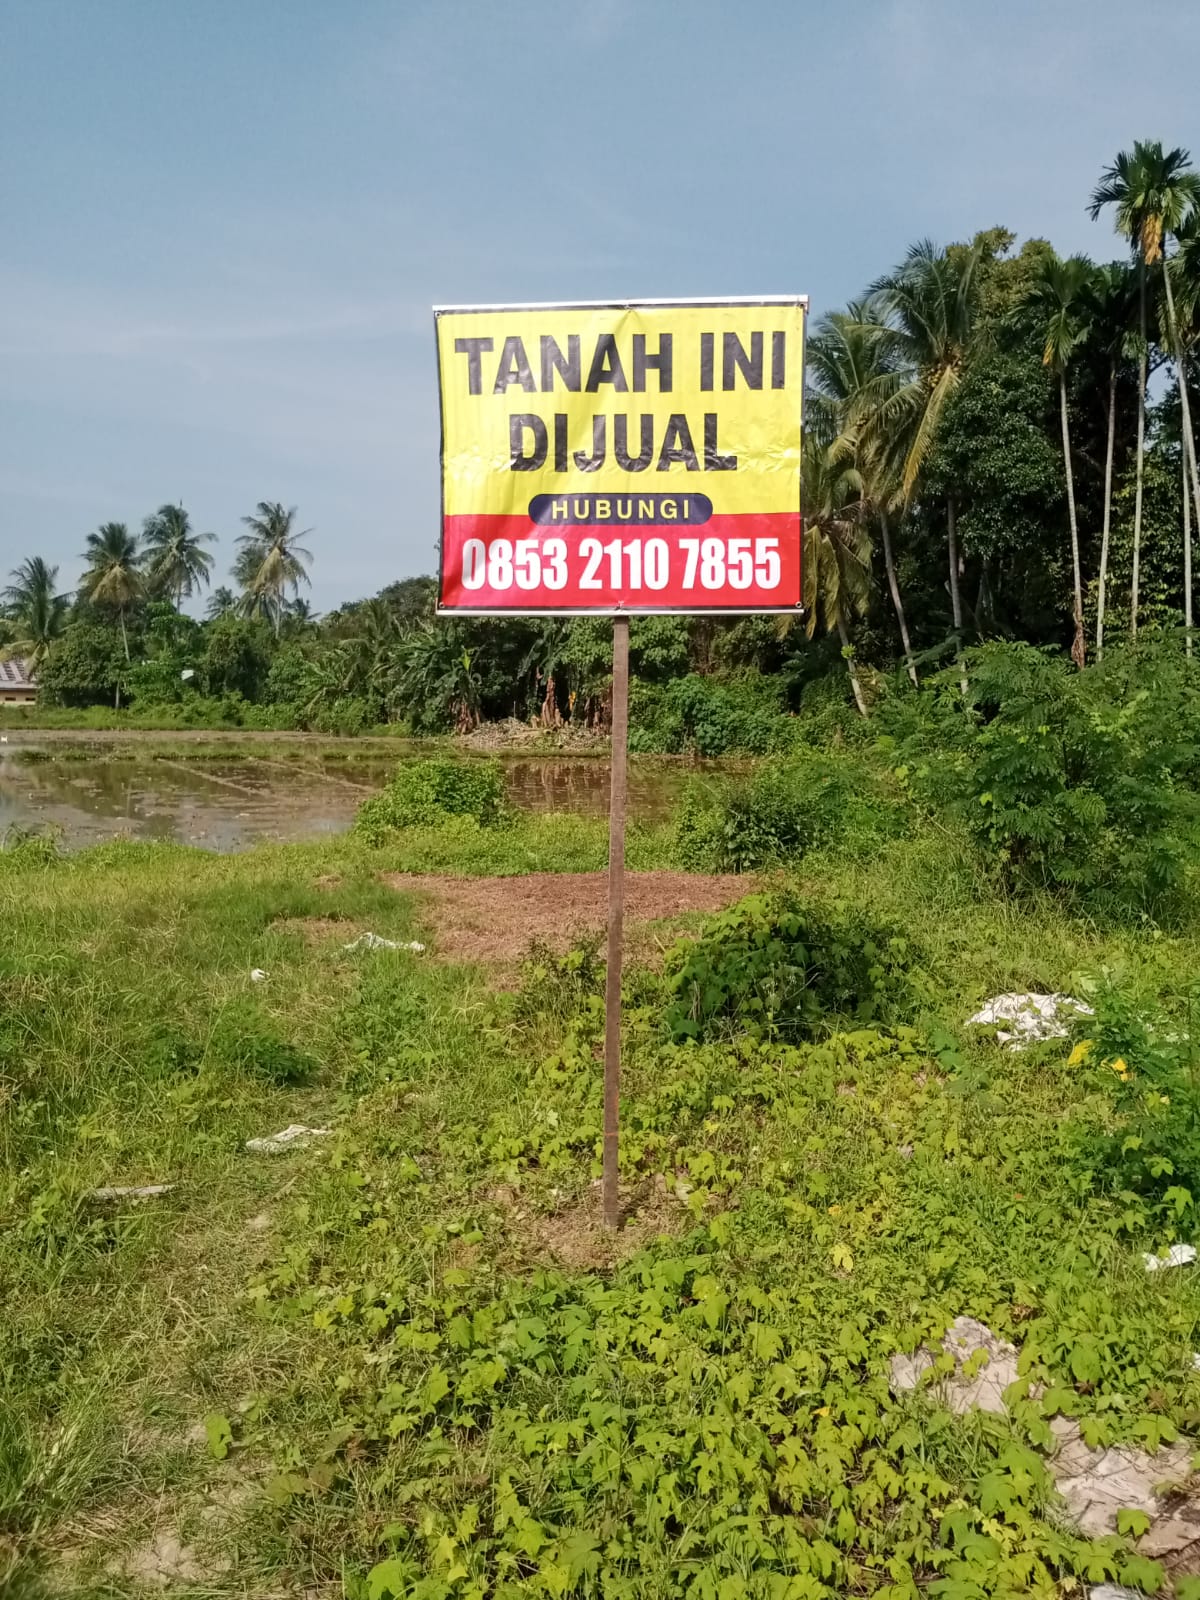 TANAH INI
DIJUAL
HUBUNGI
0853 2110 7855